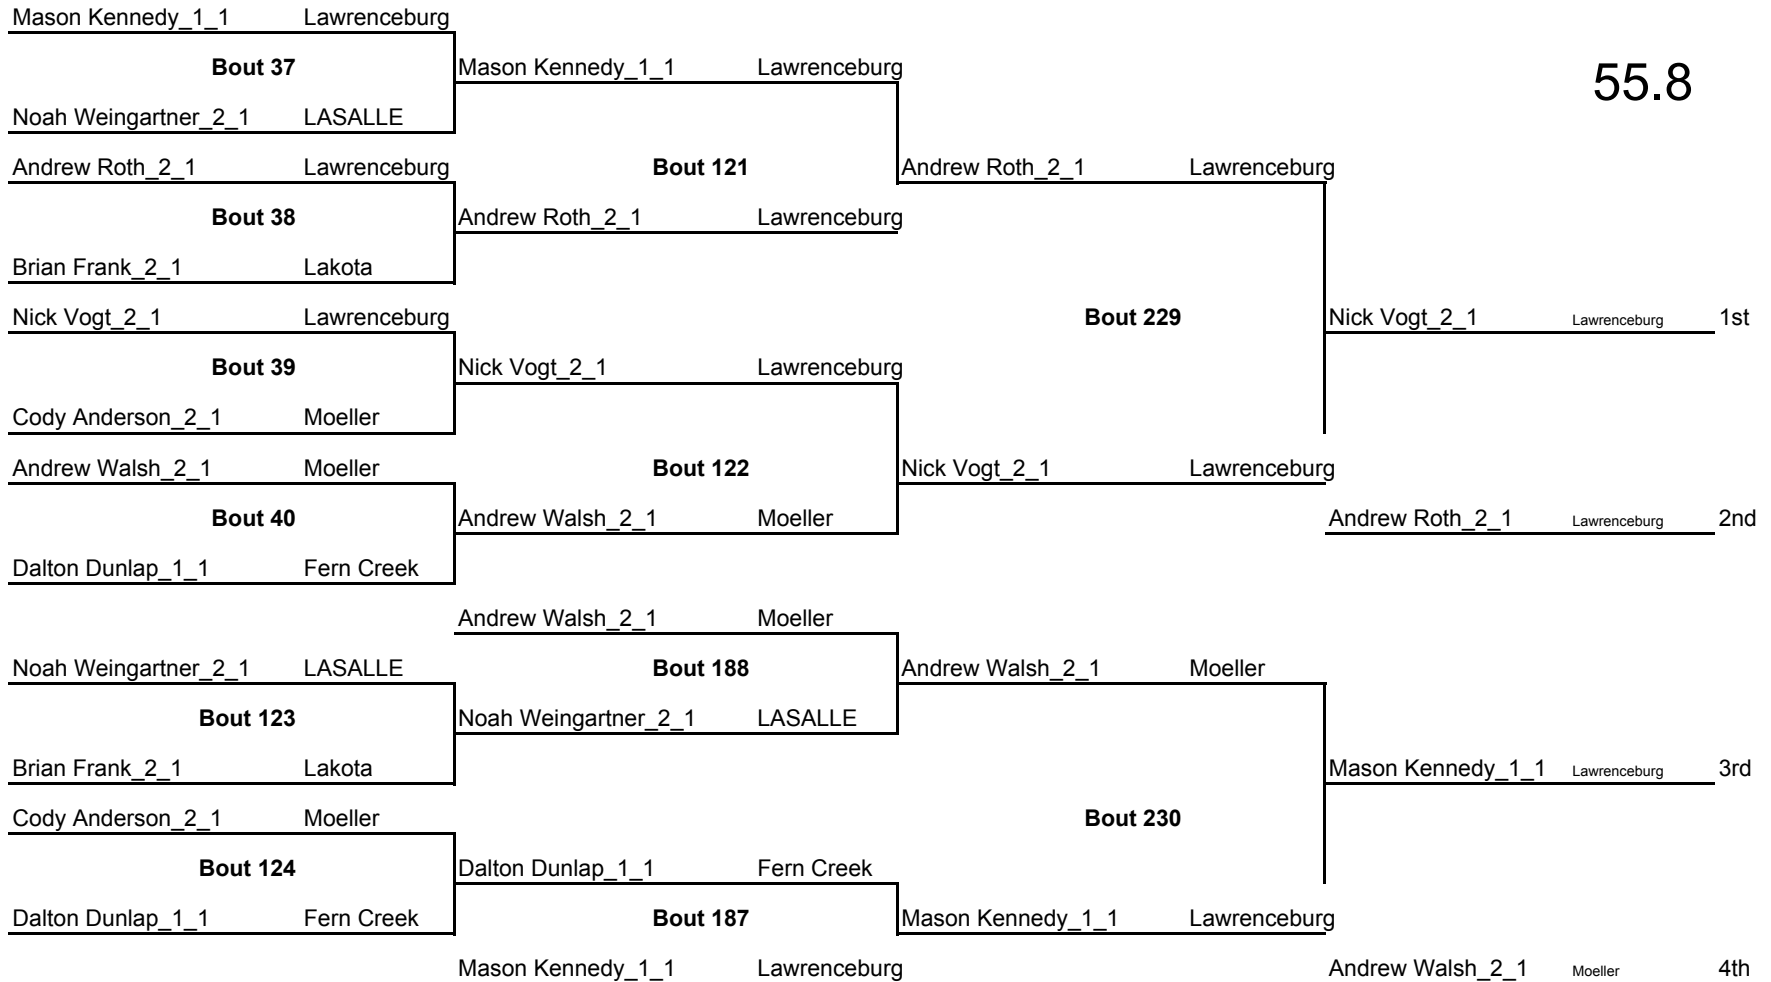 Mason Kennedy_1_1 Lawrenceburg
Bout 37 Mason Kennedy_1_1 Lawrenceburg 55.8
Noah Weingartner_2_1 LASALLE
Andrew Roth_2_1 Lawrenceburg Bout 121 Andrew Roth_2_1 Lawrenceburg
Bout 38 Andrew Roth_2_1 Lawrenceburg
Brian Frank_2_1 Lakota
Nick Vogt_2_1 Lawrenceburg Bout 229 Nick Vogt_2_1 Lawrenceburg 1st
Bout 39 Nick Vogt_2_1 Lawrenceburg
Cody Anderson_2_1 Moeller
Andrew Walsh_2_1 Moeller Bout 122 Nick Vogt_2_1 Lawrenceburg
Bout 40 Andrew Walsh_2_1 Moeller Andrew Roth_2_1 Lawrenceburg 2nd
Dalton Dunlap_1_1 Fern Creek
Andrew Walsh_2_1 Moeller
Noah Weingartner_2_1 LASALLE Bout 188 Andrew Walsh_2_1 Moeller
Bout 123 Noah Weingartner_2_1 LASALLE
Brian Frank_2_1 Lakota Mason Kennedy_1_1 Lawrenceburg 3rd
Cody Anderson_2_1 Moeller Bout 230
Bout 124 Dalton Dunlap_1_1 Fern Creek
Dalton Dunlap_1_1 Fern Creek Bout 187 Mason Kennedy_1_1 Lawrenceburg
Mason Kennedy_1_1 Lawrenceburg Andrew Walsh_2_1 Moeller 4th